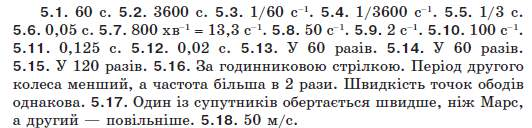 5.1. 60 с. 5.2. 3600 с. 5.3. 1/60 с⁻¹. 5.4. 1/3600 с⁻¹. 5.5. 1/3 с.
5.6. 0,05 с. 5.7. 800 хв⁻¹ = 13,3 с⁻¹. 5.8. 50 с⁻¹. 5.9. 2 с⁻¹. 5.10. 100 с⁻¹.
5.11. 0,125 с. 5.12. 0,02 с. 5.13. У 60 разів. 5.14. У 60 разів.
5.15. У 120 разів. 5.16. За годинниковою стрілкою. Період другого
колеса менший, а частота більша в 2 рази. Швидкість точок ободів
однакова. 5.17. Один із супутників обертається швидше, ніж Марс,
а другий — повільніше. 5.18. 50 м/с.